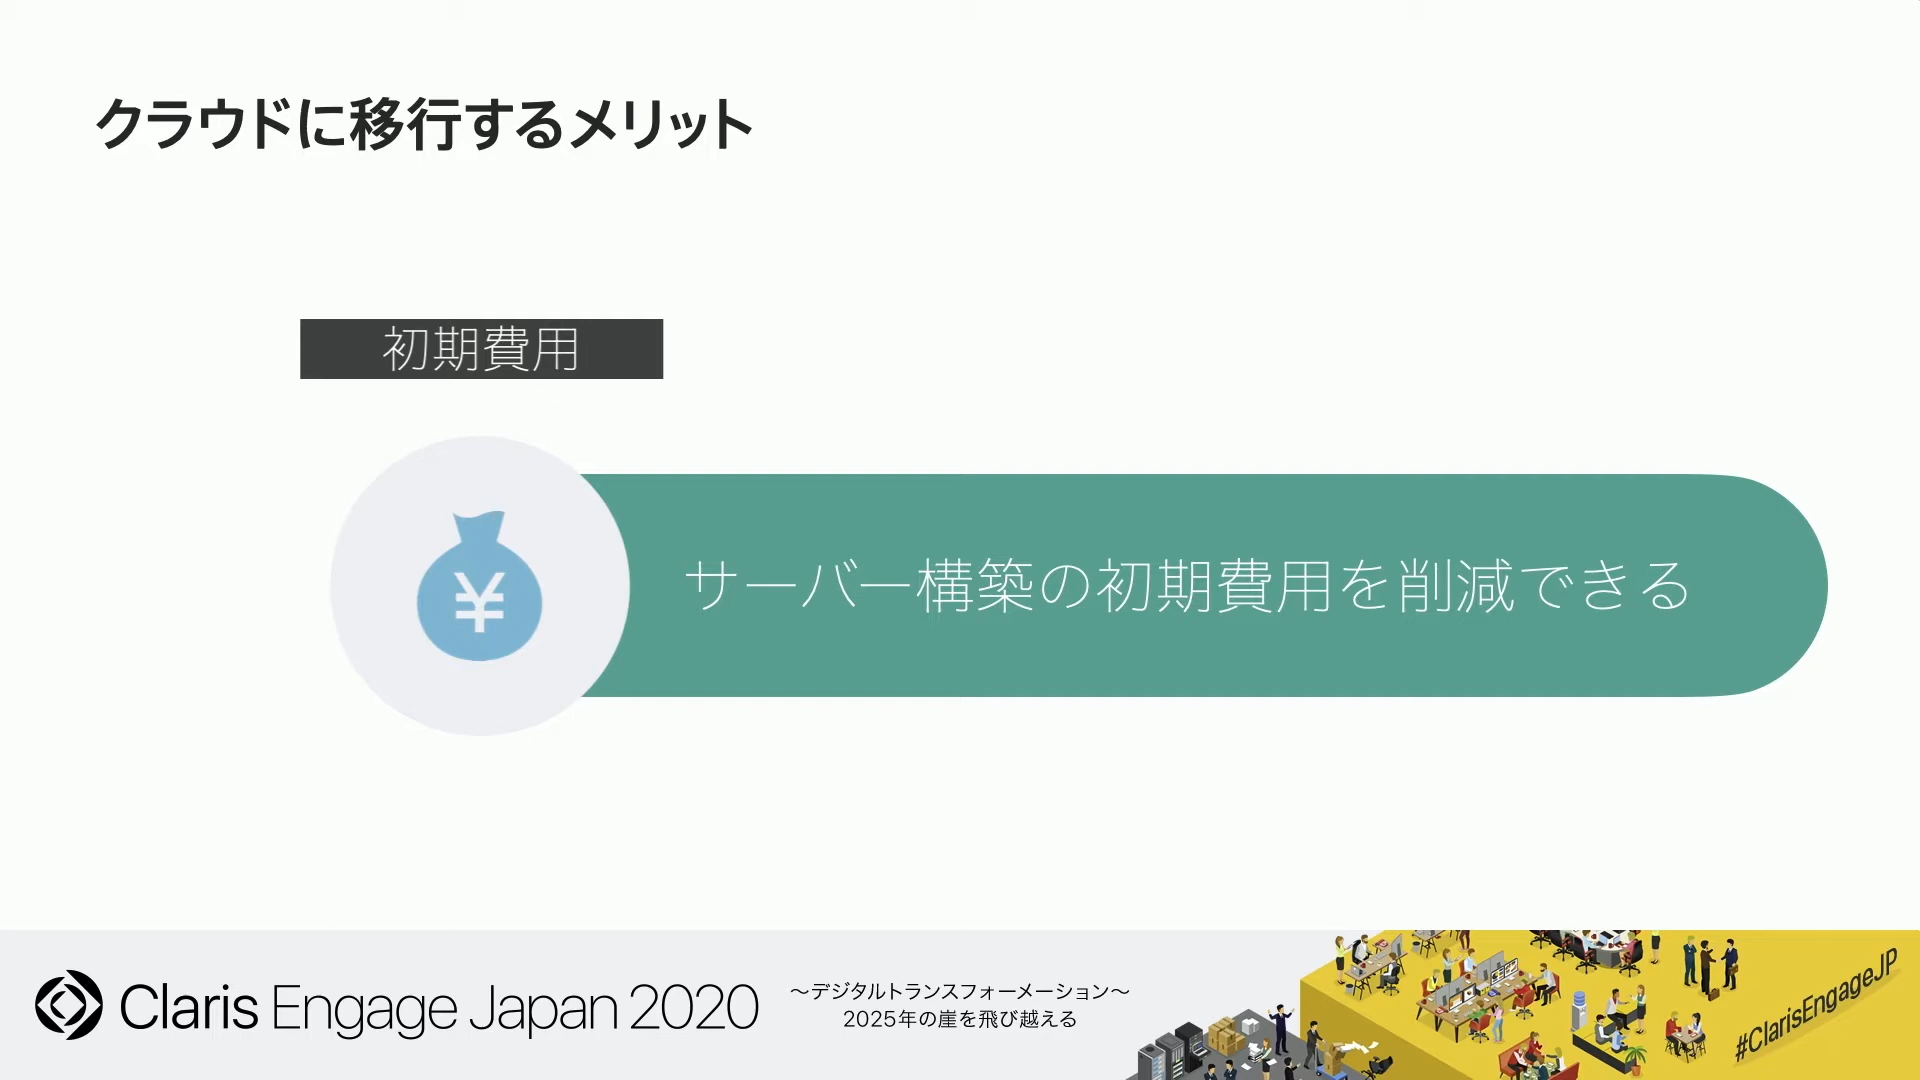 クラウドに移行するメリット
初期費用
¥
サーバー構築の初期費用を削減できる
Claris Engage Japan 2020
〜デジタルトランスフォーメーション〜
2025年の崖を飛び越える
#ClarisEngageJP